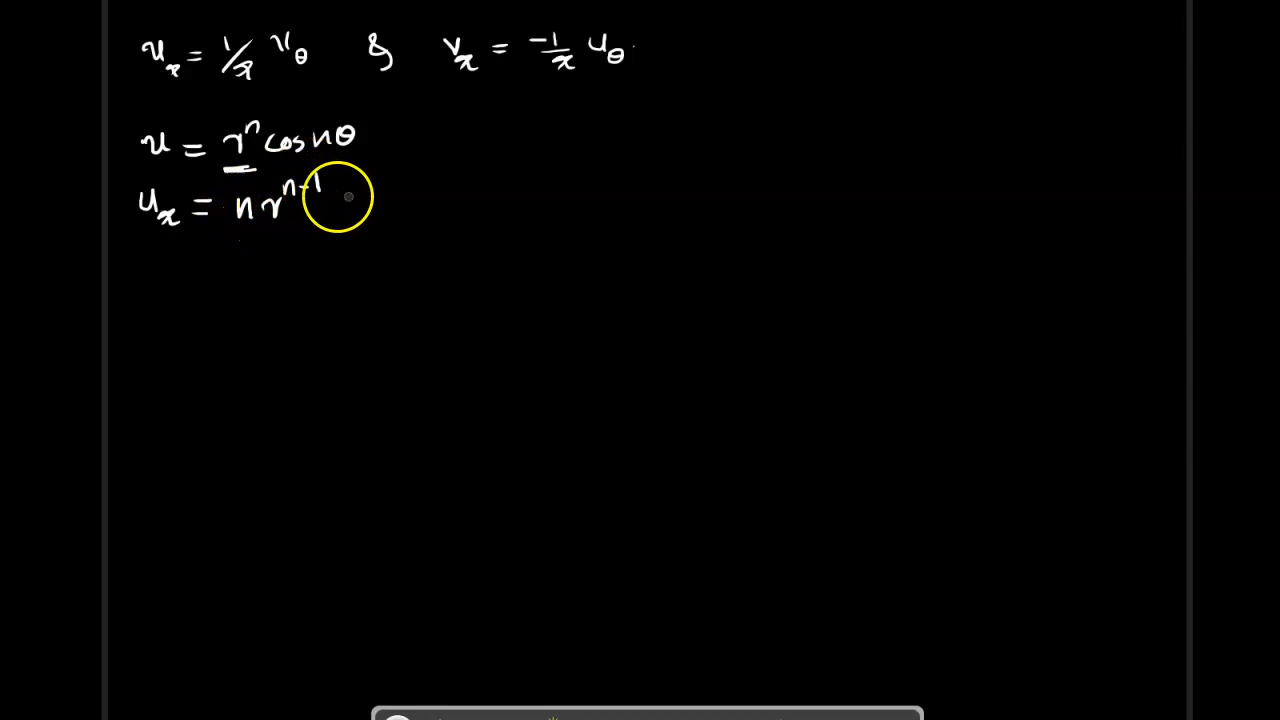 u_r = 1/r v_θ & v_r = -1/r u_θ.
u = r^n cos nθ
u_r = n r^{n-1}